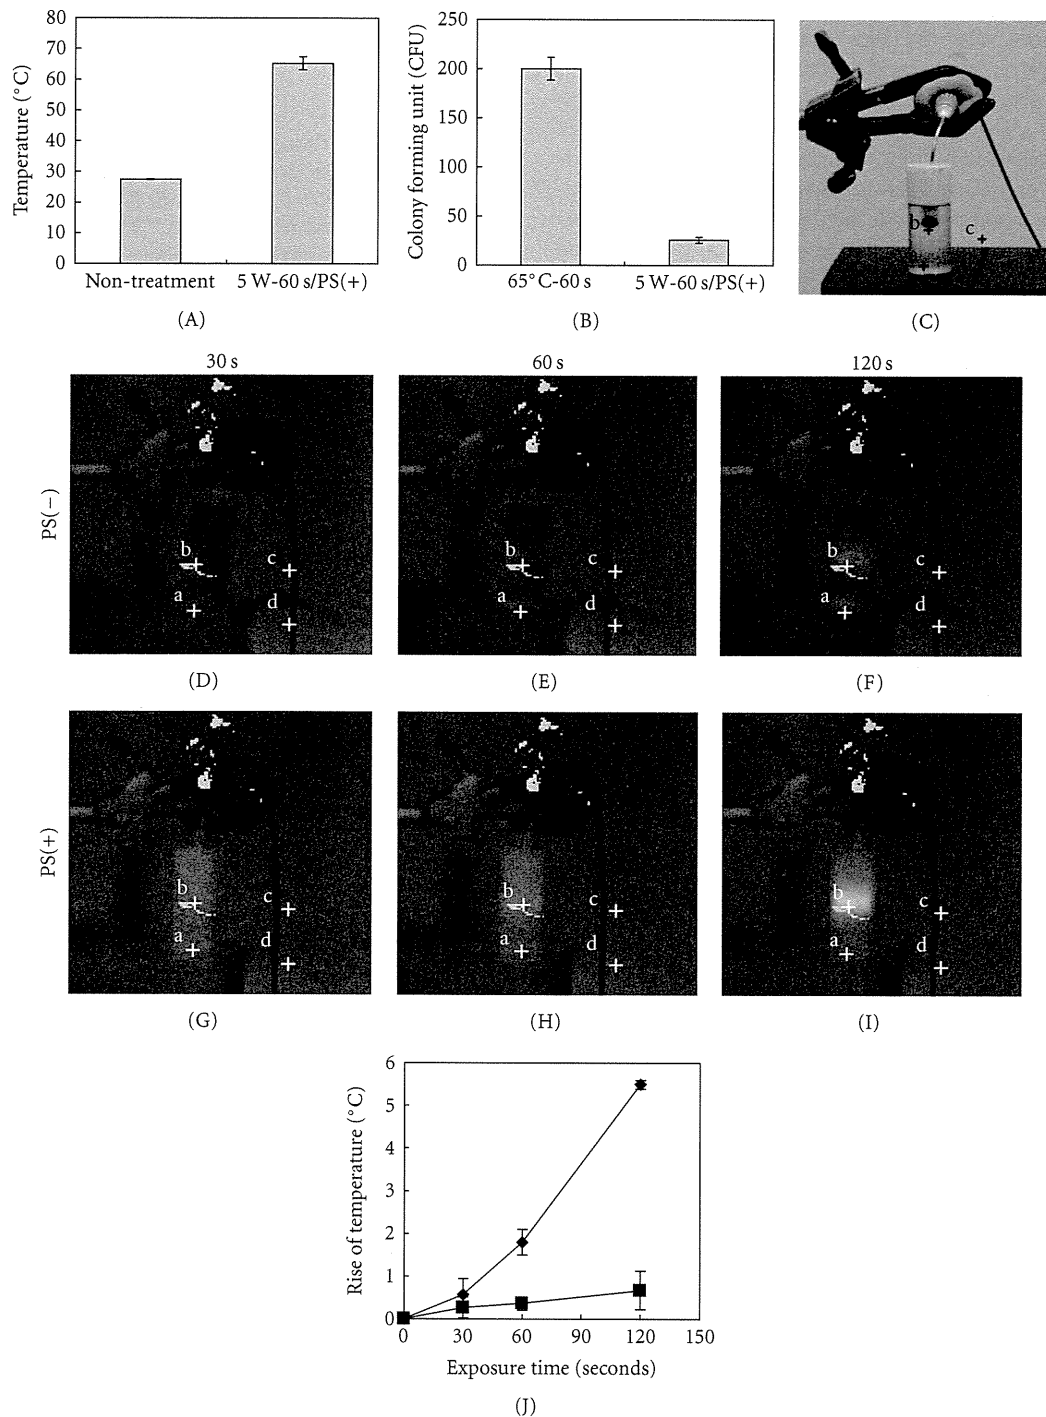 80
70
60
50
40
30
20
10
0
Temperature (°C)
Non-treatment 5 W-60 s/PS(+)
(A)
250
200
150
100
50
0
Colony forming unit (CFU)
65°C-60 s 5 W-60 s/PS(+)
(B)
b
c
(C)
30 s 60 s 120 s
PS(−)
b c
a d
(D)
b c
a d
(E)
b c
a d
(F)
PS(+)
b c
a d
(G)
b c
a d
(H)
b c
a d
(I)
6
5
4
3
2
1
0
Rise of temperature (°C)
0 30 60 90 120 150
Exposure time (seconds)
(J)